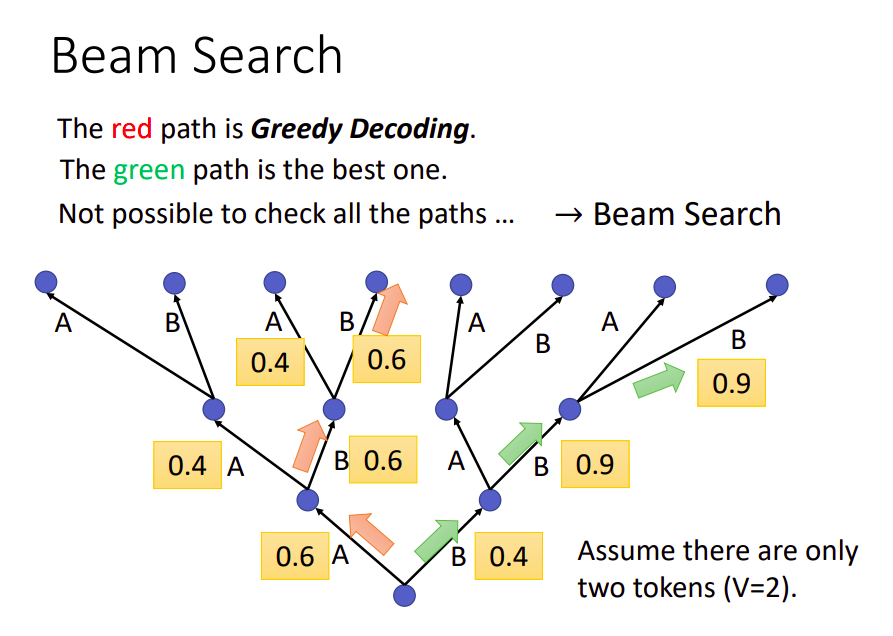 Beam Search
The red path is Greedy Decoding.
The green path is the best one.
Not possible to check all the paths … → Beam Search
A B A B A B A B
0.4 0.6 0.9
0.4 A B 0.6 A B 0.9
0.6 A B 0.4
Assume there are only
two tokens (V=2).